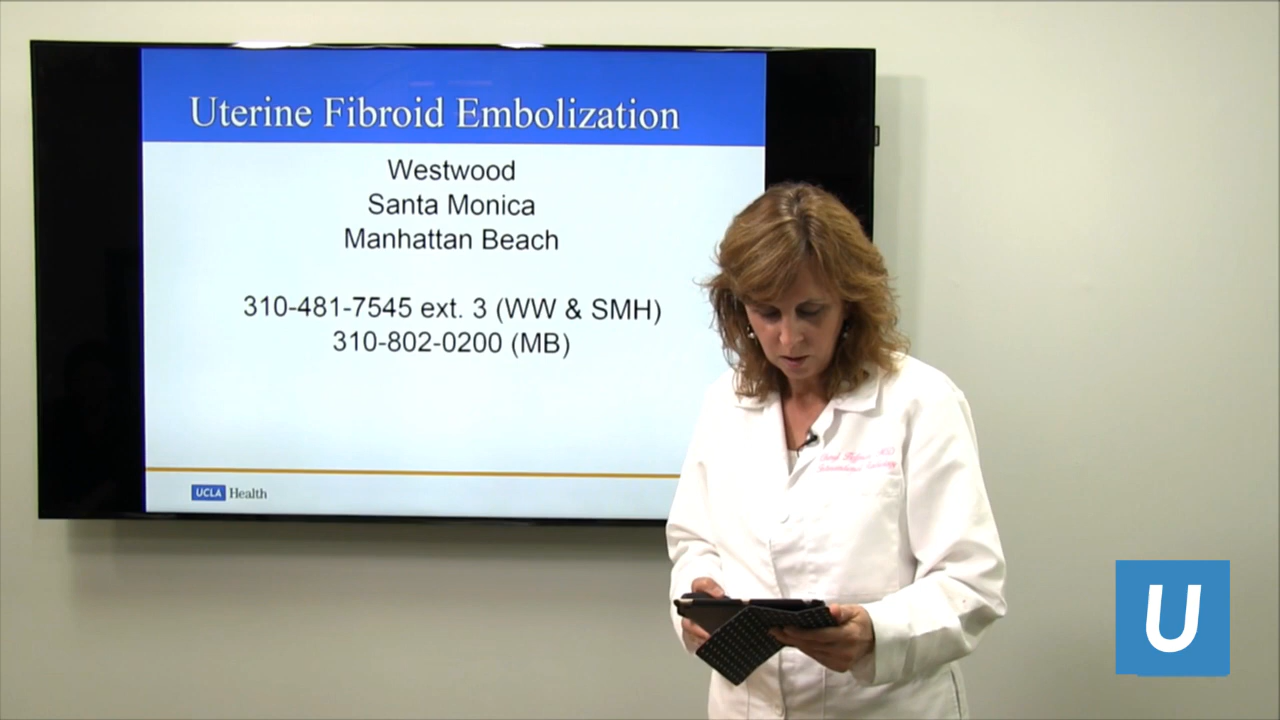 Uterine Fibroid Embolization
Westwood
Santa Monica
Manhattan Beach
310-481-7545 ext. 3 (WW & SMH)
310-802-0200 (MB)
UCLA Health
U